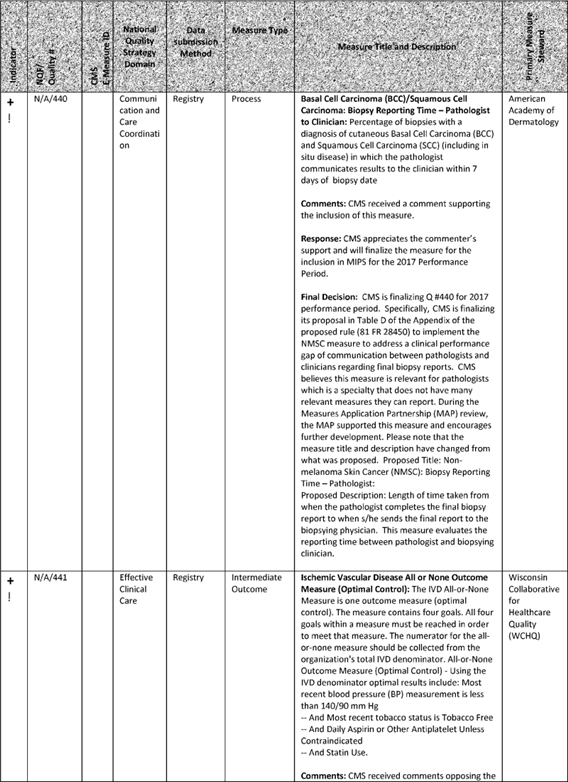 Indicator
NQF/
Quality #
CMS
E-Measure ID
National
Quality
Strategy
Domain
Data
submission
Method
Measure Type
Measure Title and Description
Primary Measure
Steward
+
!
N/A/440
Communi
cation and
Care
Coordinati
on
Registry
Process
Basal Cell Carcinoma (BCC)/Squamous Cell
Carcinoma: Biopsy Reporting Time – Pathologist
to Clinician: Percentage of biopsies with a
diagnosis of cutaneous Basal Cell Carcinoma (BCC)
and Squamous Cell Carcinoma (SCC) (including in
situ disease) in which the pathologist
communicates results to the clinician within 7
days of biopsy date
Comments: CMS received a comment supporting
the inclusion of this measure.
Response: CMS appreciates the commenter's
support and will finalize the measure for the
inclusion in MIPS for the 2017 Performance
Period.
Final Decision: CMS is finalizing Q #440 for 2017
performance period. Specifically, CMS is finalizing
its proposal in Table D of the Appendix of the
proposed rule (81 FR 28450) to implement the
NMSC measure to address a clinical performance
gap of communication between pathologists and
clinicians regarding final biopsy reports. CMS
believes this measure is relevant for pathologists
which is a specialty that does not have many
relevant measures they can report. During the
Measures Application Partnership (MAP) review,
the MAP supported this measure and encourages
further development. Please note that the
measure title and description have changed from
what was proposed. Proposed Title: Non-
melanoma Skin Cancer (NMSC): Biopsy Reporting
Time – Pathologist:
Proposed Description: Length of time taken from
when the pathologist completes the final biopsy
report to when s/he sends the final report to the
biopsying physician. This measure evaluates the
reporting time between pathologist and biopsying
clinician.
American
Academy of
Dermatology
+
!
N/A/441
Effective
Clinical
Care
Registry
Intermediate
Outcome
Ischemic Vascular Disease All or None Outcome
Measure (Optimal Control): The IVD All-or-None
Measure is one outcome measure (optimal
control). The measure contains four goals. All four
goals within a measure must be reached in order
to meet that measure. The numerator for the all-
or-none measure should be collected from the
organization's total IVD denominator. All-or-None
Outcome Measure (Optimal Control) - Using the
IVD denominator optimal results include: Most
recent blood pressure (BP) measurement is less
than 140/90 mm Hg
-- And Most recent tobacco status is Tobacco Free
-- And Daily Aspirin or Other Antiplatelet Unless
Contraindicated
-- And Statin Use.
Comments: CMS received comments opposing the
Wisconsin
Collaborative
for
Healthcare
Quality
(WCHQ)